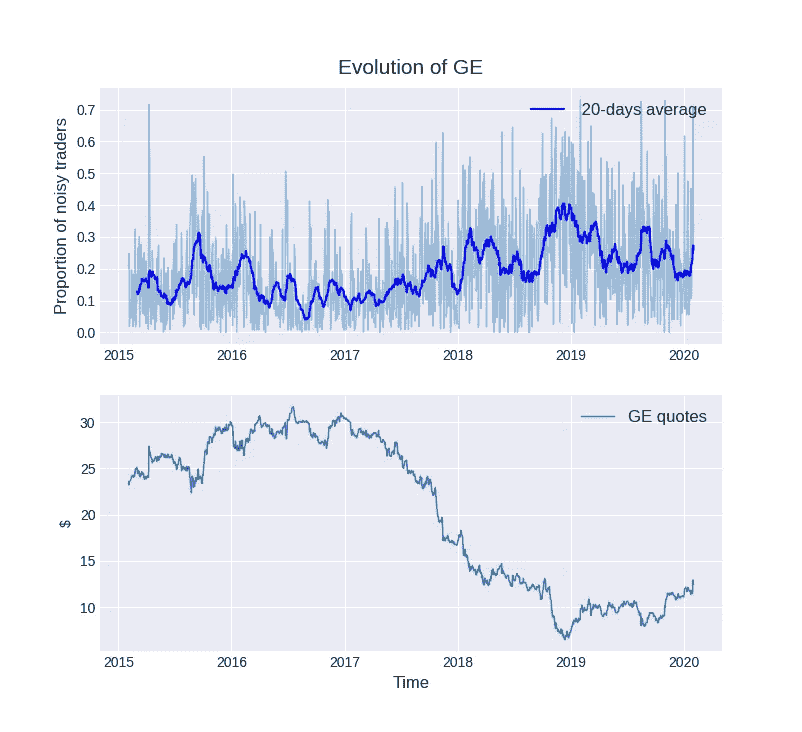 Evolution of GE
20-days average
Proportion of noisy traders
0.7
0.6
0.5
0.4
0.3
0.2
0.1
0.0
2015 2016 2017 2018 2019 2020
GE quotes
$
30
25
20
15
10
2015 2016 2017 2018 2019 2020
Time